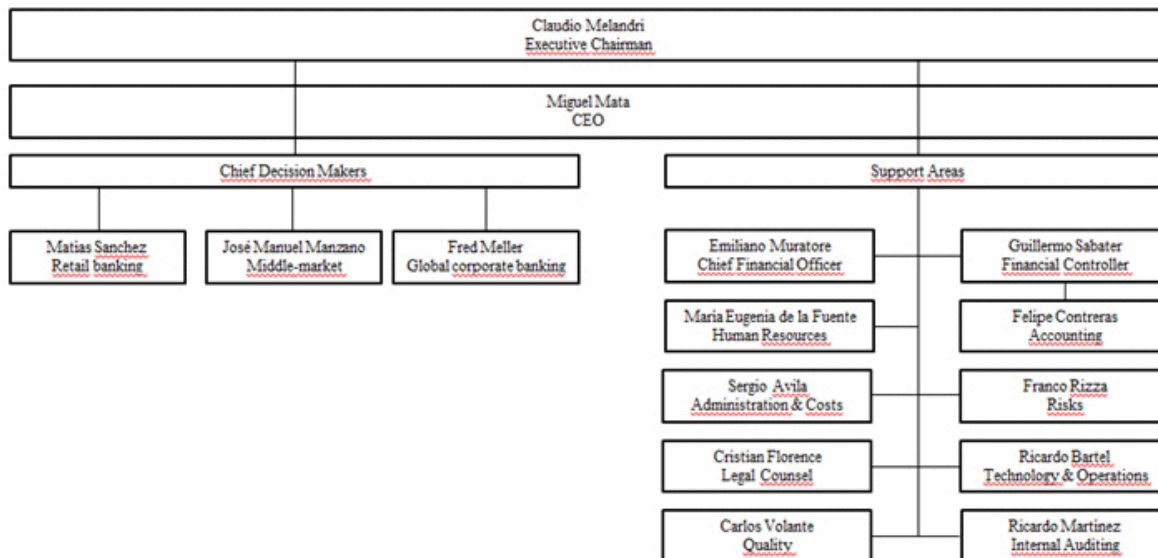 Claudio Melandri
Executive Chairman
Miguel Mata
CEO
Chief Decision Makers
Support Areas
Matias Sanchez
Retail banking
José Manuel Manzano
Middle-market
Fred Meller
Global corporate banking
Emiliano Muratore
Chief Financial Officer
Guillermo Sabater
Financial Controller
Maria Eugenia de la Fuente
Human Resources
Felipe Contreras
Accounting
Sergio Avila
Administration & Costs
Franco Rizza
Risks
Cristian Florence
Legal Counsel
Ricardo Bartel
Technology & Operations
Carlos Volante
Quality
Ricardo Martinez
Internal Auditing